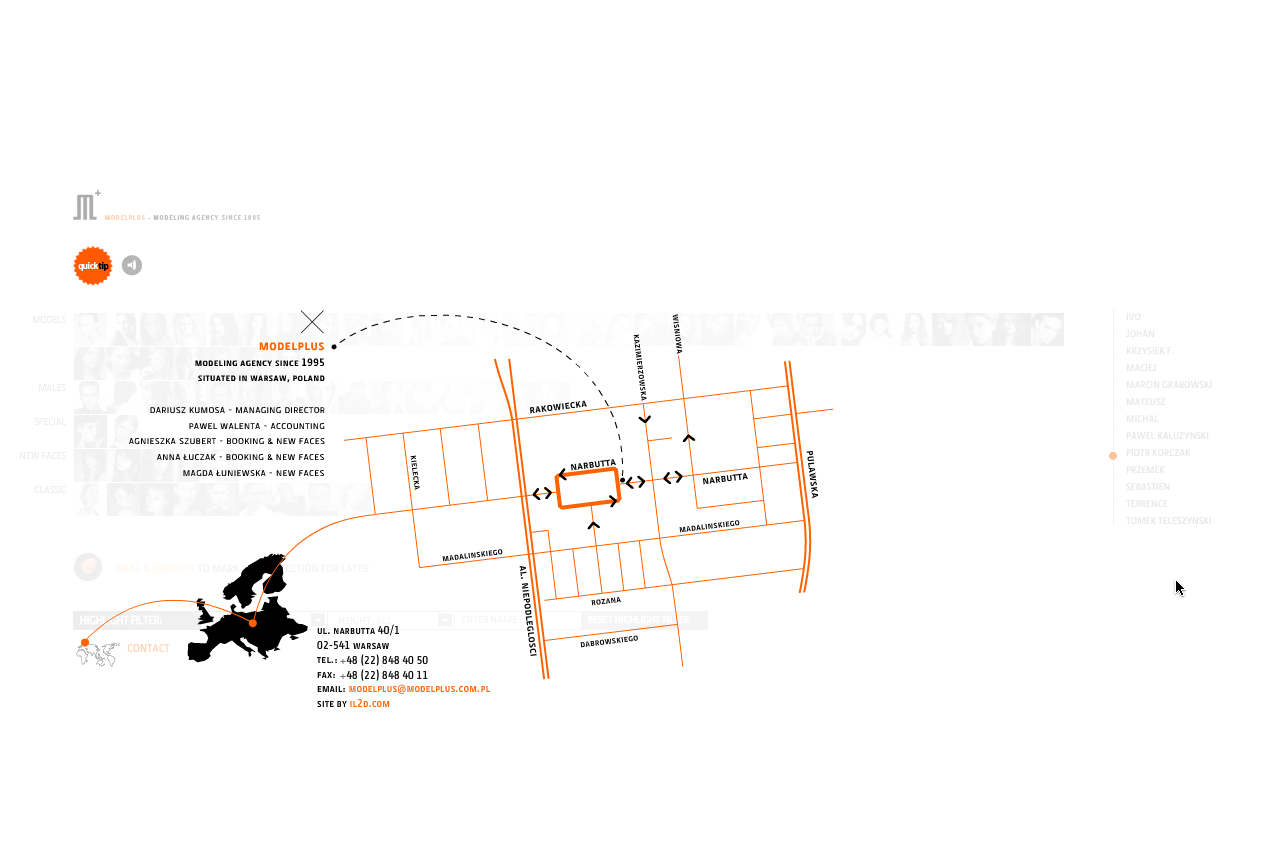 MODELPLUS - MODELING AGENCY SINCE 1995
quicktip
MODELS
MALES
SPECIAL
NEW FACES
CLASSIC
MODELPLUS
MODELING AGENCY SINCE 1995
SITUATED IN WARSAW, POLAND
DARIUSZ KUMOSA - MANAGING DIRECTOR
PAWEL WALENTA - ACCOUNTING
AGNIESZKA SZUBERT - BOOKING & NEW FACES
ANNA ŁUCZAK - BOOKING & NEW FACES
MAGDA ŁUNIEWSKA - NEW FACES
WISNIOWA
KAZIMIERZOWSKA
RAKOWIECKA
KIELECKA
NARBUTTA
NARBUTTA
PULAWSKA
MADALINSKIEGO
MADALINSKIEGO
AL. NIEPODLEGLOSCI
ROZANA
DABROWSKIEGO
IVO
JOHAN
KRZYSIEK F.
MACIEJ
MARCIN GRABOWSKI
MATEUSZ
MICHAL
PAWEL KALUZYNSKI
PIOTR KORCZAK
PRZEMEK
SEBASTIEN
TERRENCE
TOMEK TELESZYNSKI
TO MARK
SELECTION FOR LATER
HIGHLIGHT FILTER:
HEIGHT:
ENTER NAME
RESET HIGHLIGHT FILTER
CONTACT
UL. NARBUTTA 40/1
02-541 WARSAW
TEL.: +48 (22) 848 40 50
FAX: +48 (22) 848 40 11
EMAIL: MODELPLUS@MODELPLUS.COM.PL
SITE BY IL2D.COM